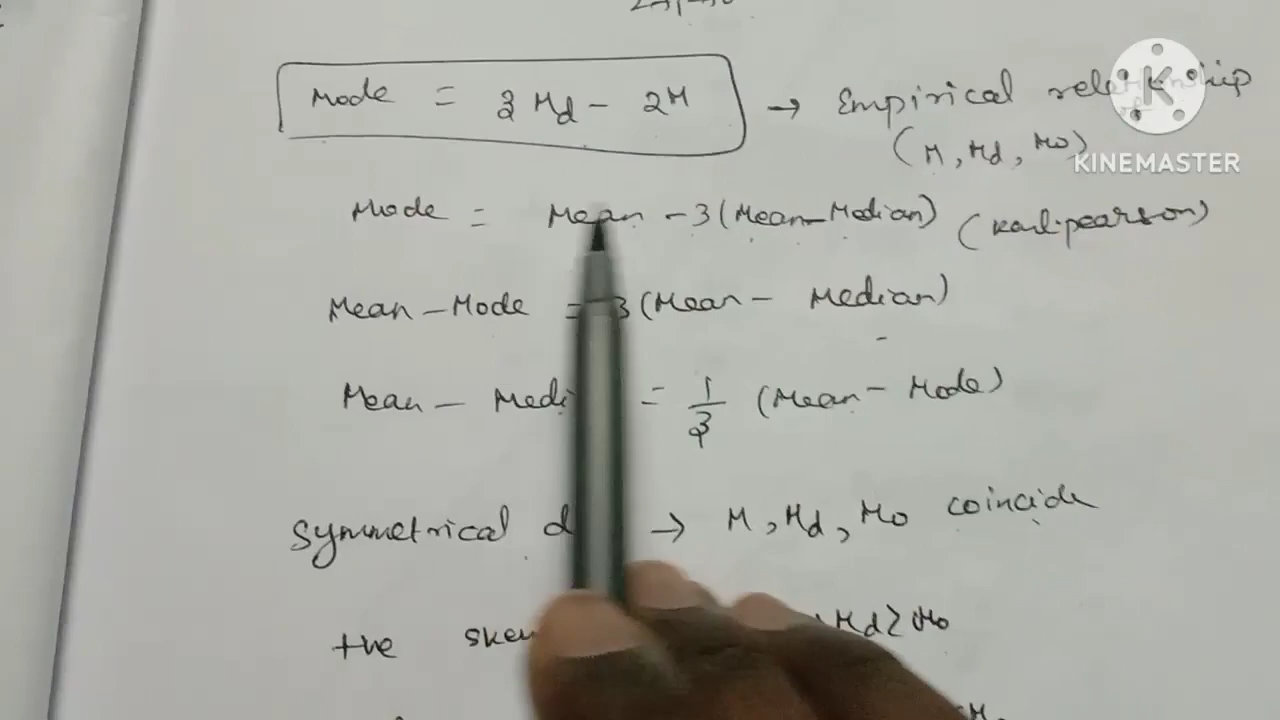 Mode = 3 Md - 2M → Empirical relationship
(M, Md, Mo)
KINEMASTER
Mode = Mean - 3 (Mean - Median) (Karl pearson)
Mean - Mode = 3 (Mean - Median)
Mean - Medi = 1/3 (Mean - Mode)
Symmetrical d → M, Md, Mo coincide
+ve skew Md ≥ Mo